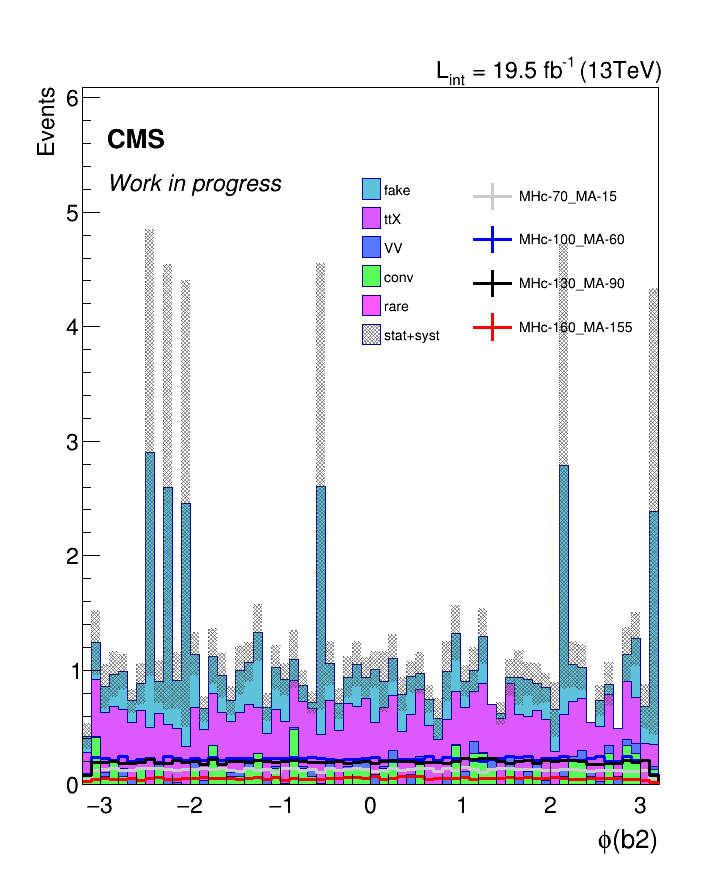 L_int = 19.5 fb^-1 (13TeV)
Events
CMS
Work in progress
fake
ttX
VV
conv
rare
stat+syst
MHc-70_MA-15
MHc-100_MA-60
MHc-130_MA-90
MHc-160_MA-155
6
5
4
3
2
1
0
−3 −2 −1 0 1 2 3
ϕ(b2)